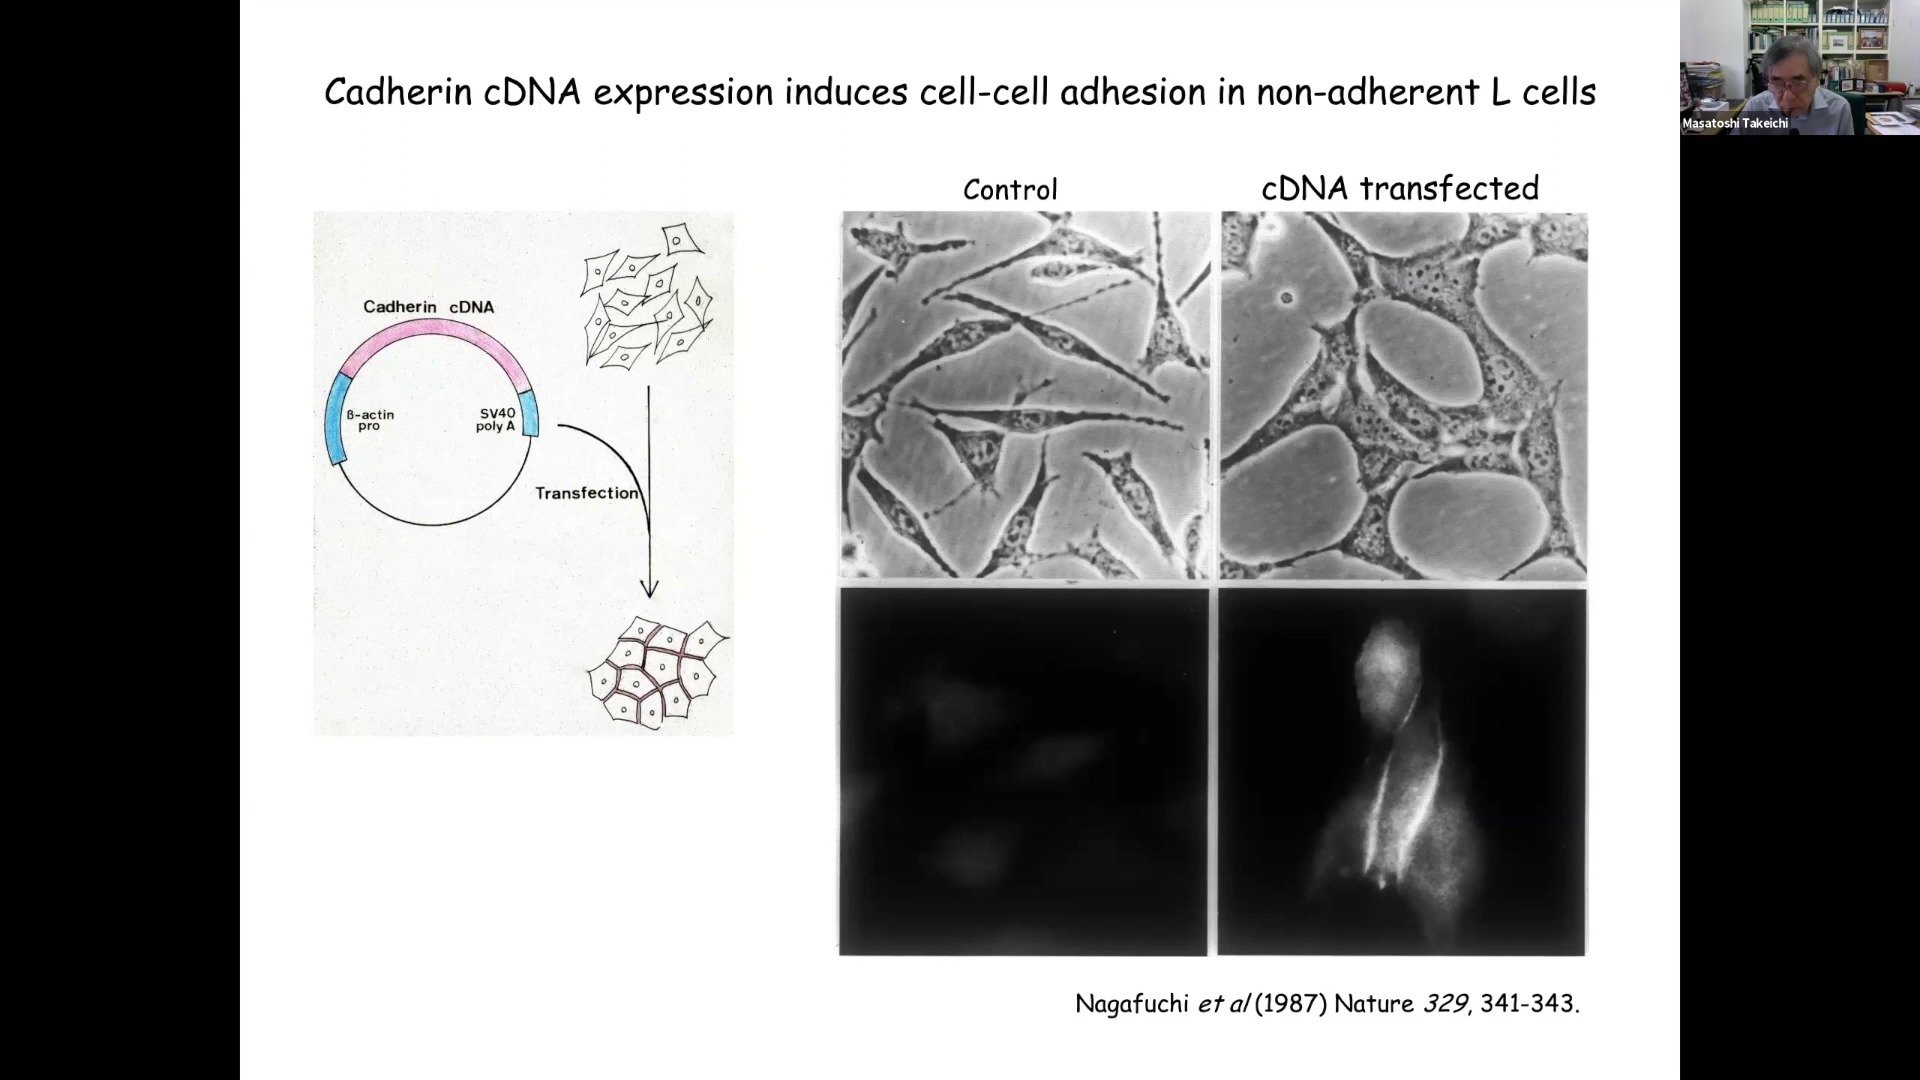 Cadherin cDNA expression induces cell-cell adhesion in non-adherent L cells
Masatoshi Takeichi
Control
cDNA transfected
Cadherin cDNA
β-actin
pro
SV40
poly A
Transfection
Nagafuchi et al (1987) Nature 329, 341-343.